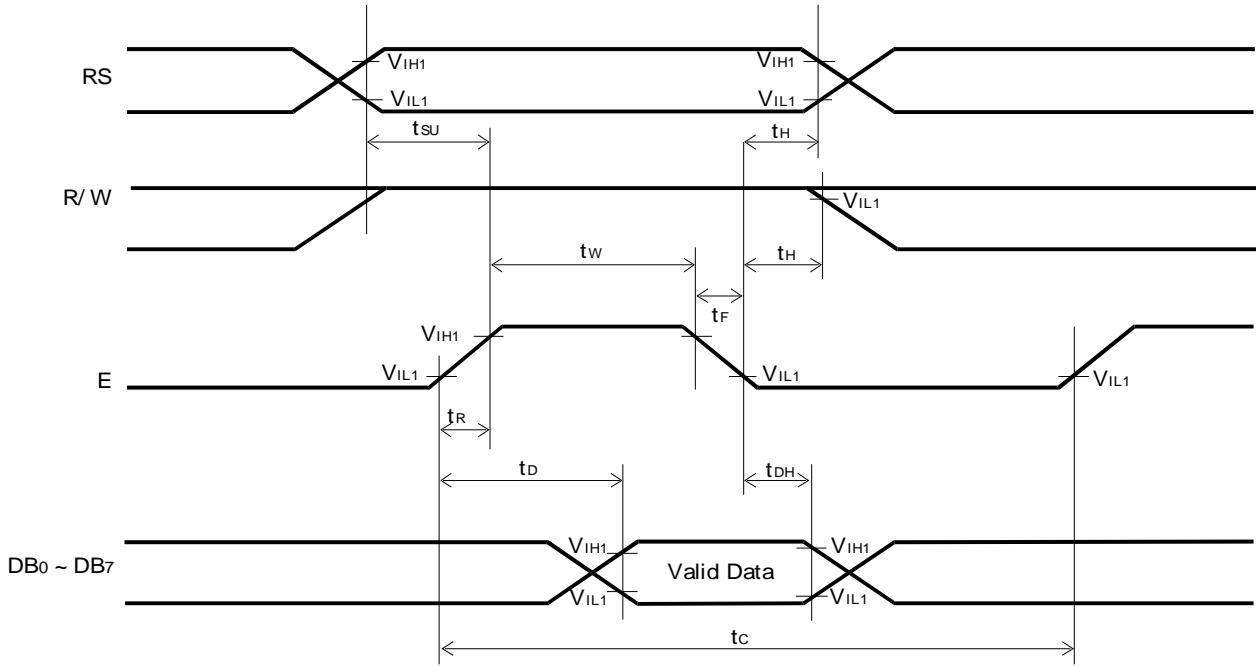 RS
VIH1
VIH1
VIL1
VIL1
tSU
tH
R/ W
VIL1
tW
tH
tF
VIH1
E
VIL1
VIL1
VIL1
tR
tD
tDH
DB0 ~ DB7
VIH1
Valid Data
VIH1
VIL1
VIL1
tC